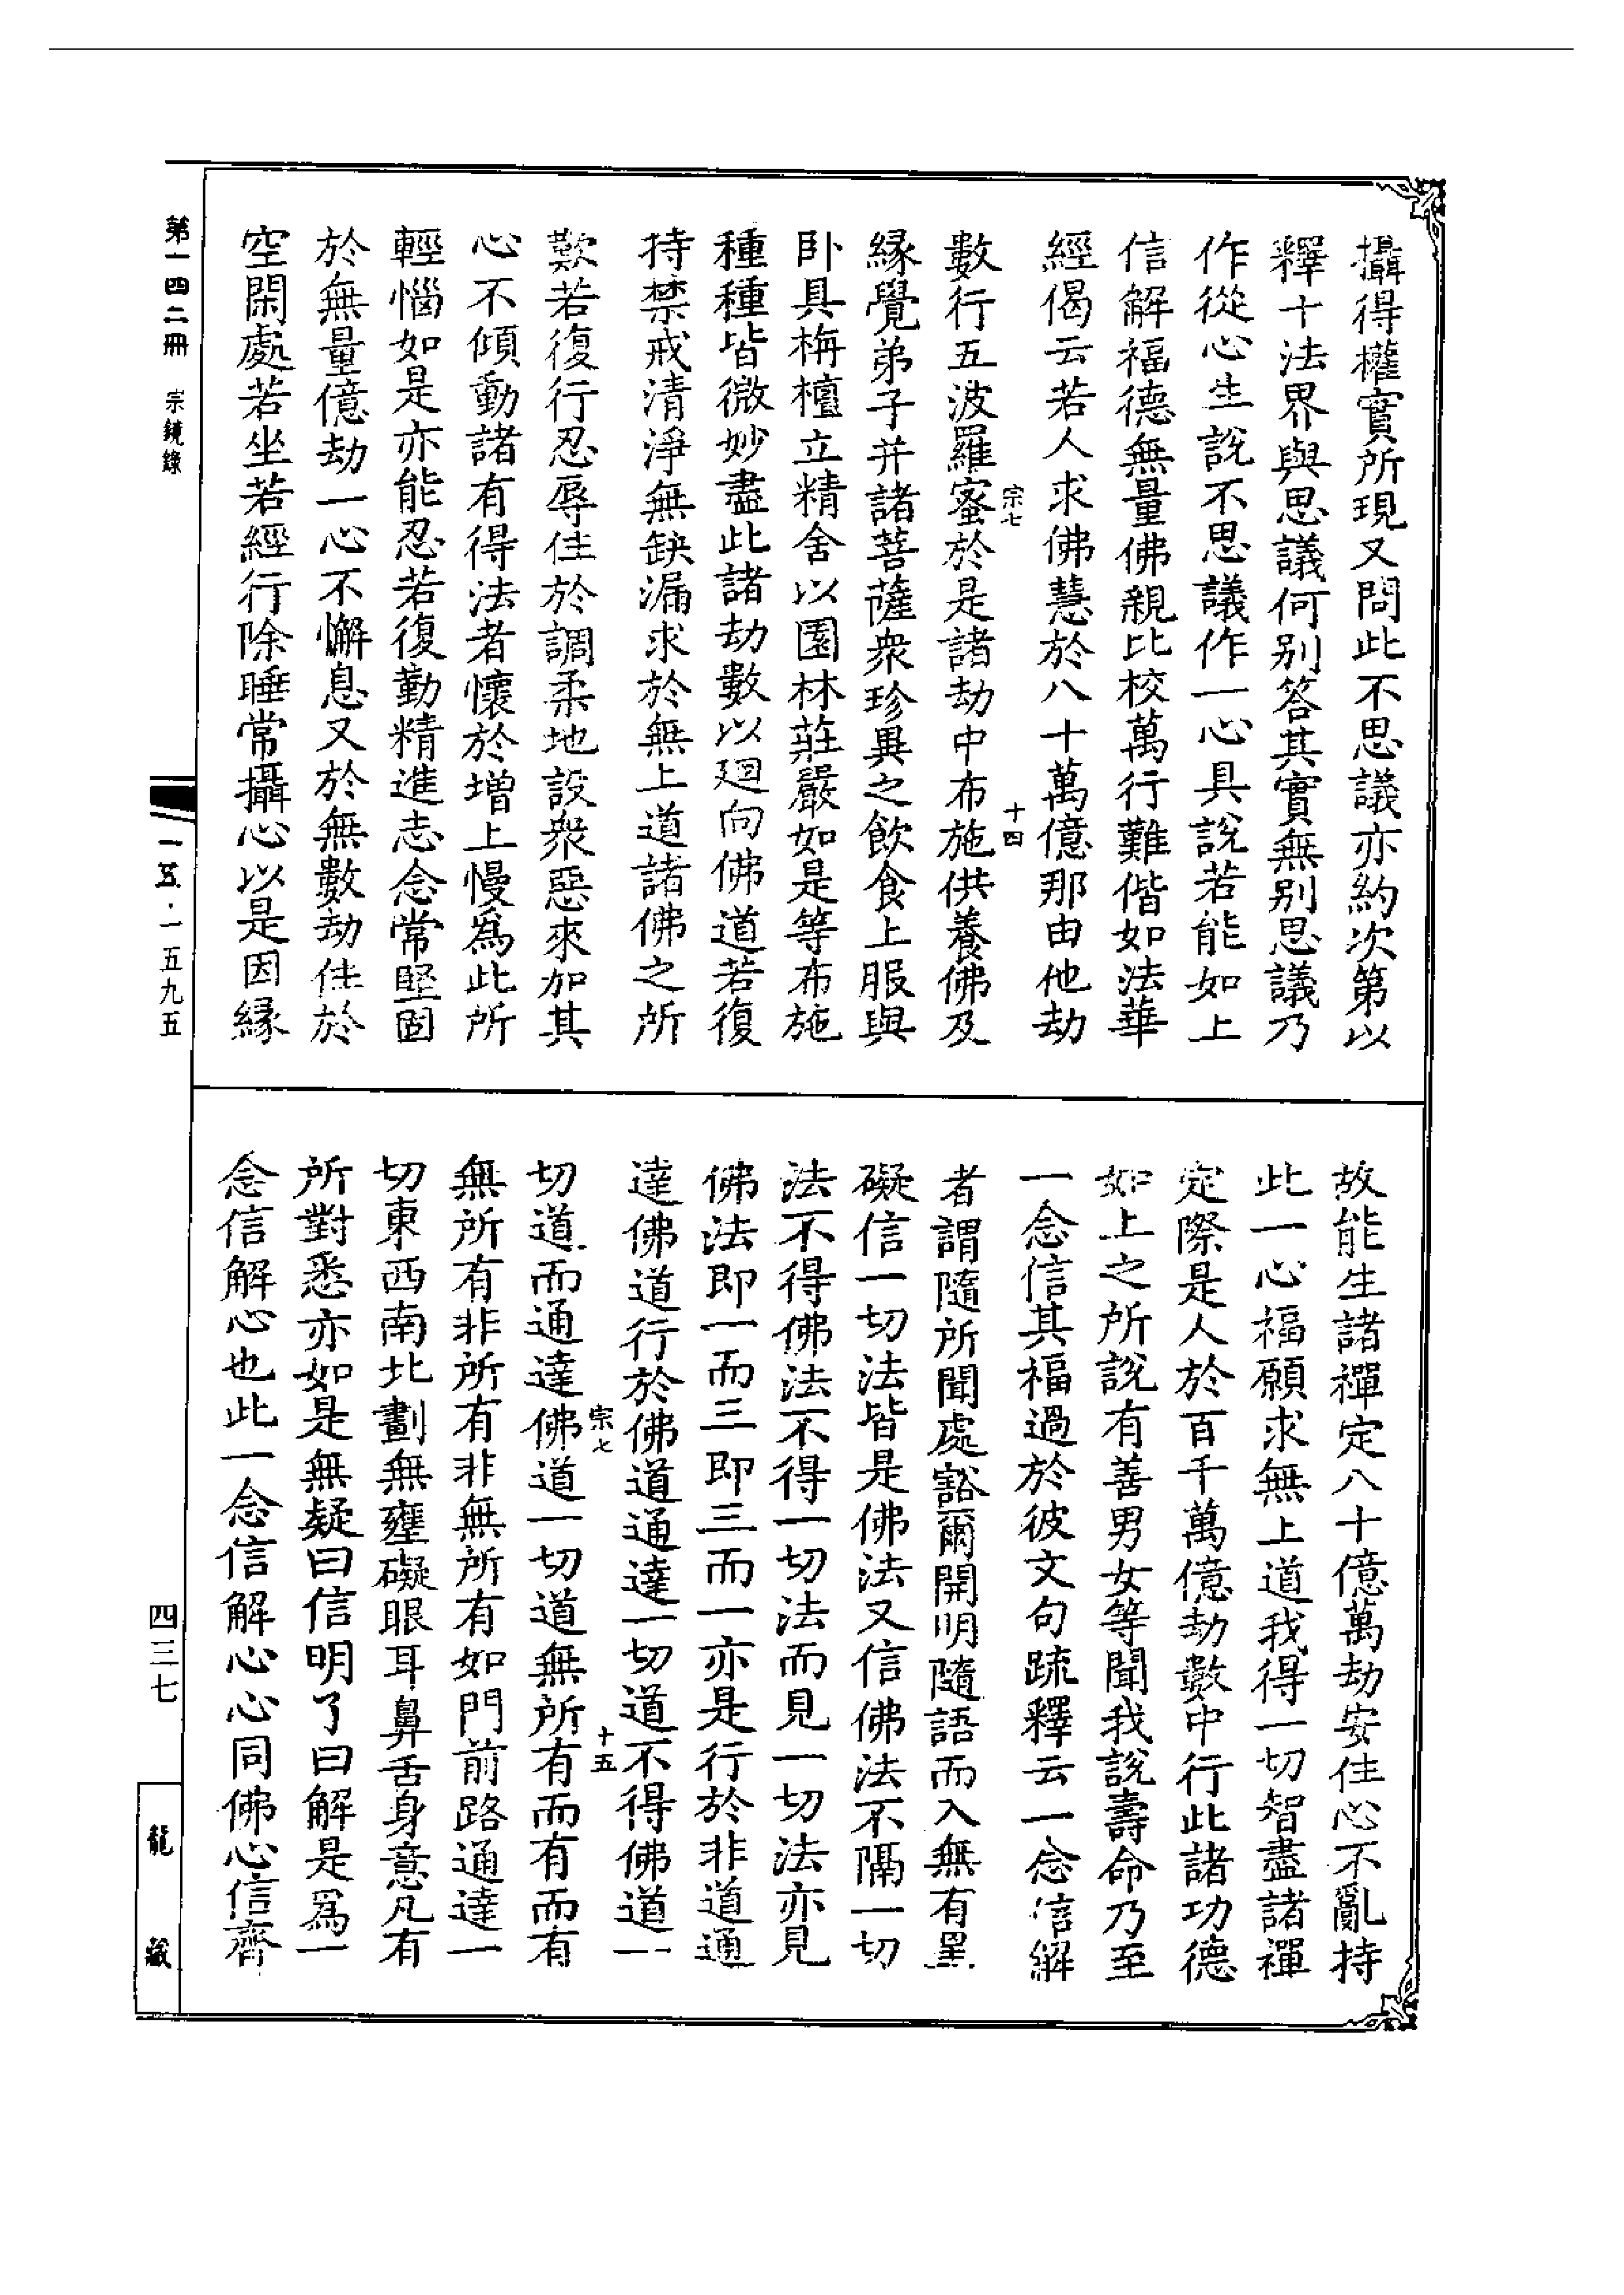 攝得權實所現又問此不思議亦約次第以
釋十法界與思議何别答其實無别思議乃
作從心生說不思議作一心具說若能如上
信解福德無量佛親比校萬行難偕如法華
經偈云若人求佛慧於八十萬億那由他劫
宗七
十四
數行五波羅蜜於是諸劫中布施供養佛及
緣覺弟子并諸菩薩衆珍異之飲食上服與
卧具栴檀立精舍以園林莊嚴如是等布施
種種皆微妙盡此諸劫數以廻向佛道若復
持禁戒清淨無缺漏求於無上道諸佛之所
歎若復行忍辱住於調柔地設衆惡來加其
心不傾動諸有得法者懷於增上慢爲此所
輕惱如是亦能忍若復勤精進志念常堅固
於無量億劫一心不懈息又於無數劫住於
空閑處若坐若經行除睡常攝心以是因緣
故能生諸禪定八十億萬劫安住心不亂持
此一心福願求無上道我得一切智盡諸禪
定際是人於百千萬億劫數中行此諸功德
如上之所說有善男女等聞我說壽命乃至
一念信其福過於彼文句疏釋云一念信解
者謂隨所聞處豁爾開明隨語而入無有罣
礙信一切法皆是佛法又信佛法不隔一切
法不得佛法不得一切法而見一切法亦見
佛法即一而三即三而一亦是行於非道通
達佛道行於佛道通達一切道不得佛道一
宗七
十五
切道而通達佛道一切道無所有而有而有
無所有非所有非無所有如門前路通達一
切東西南北劃無壅礙眼耳鼻舌身意凡有
所對悉亦如是無疑曰信明了曰解是爲一
念信解心也此一念信解心心同佛心信齊
第一四二冊 宗鏡錄
一五·一五九五
四三七
龍藏